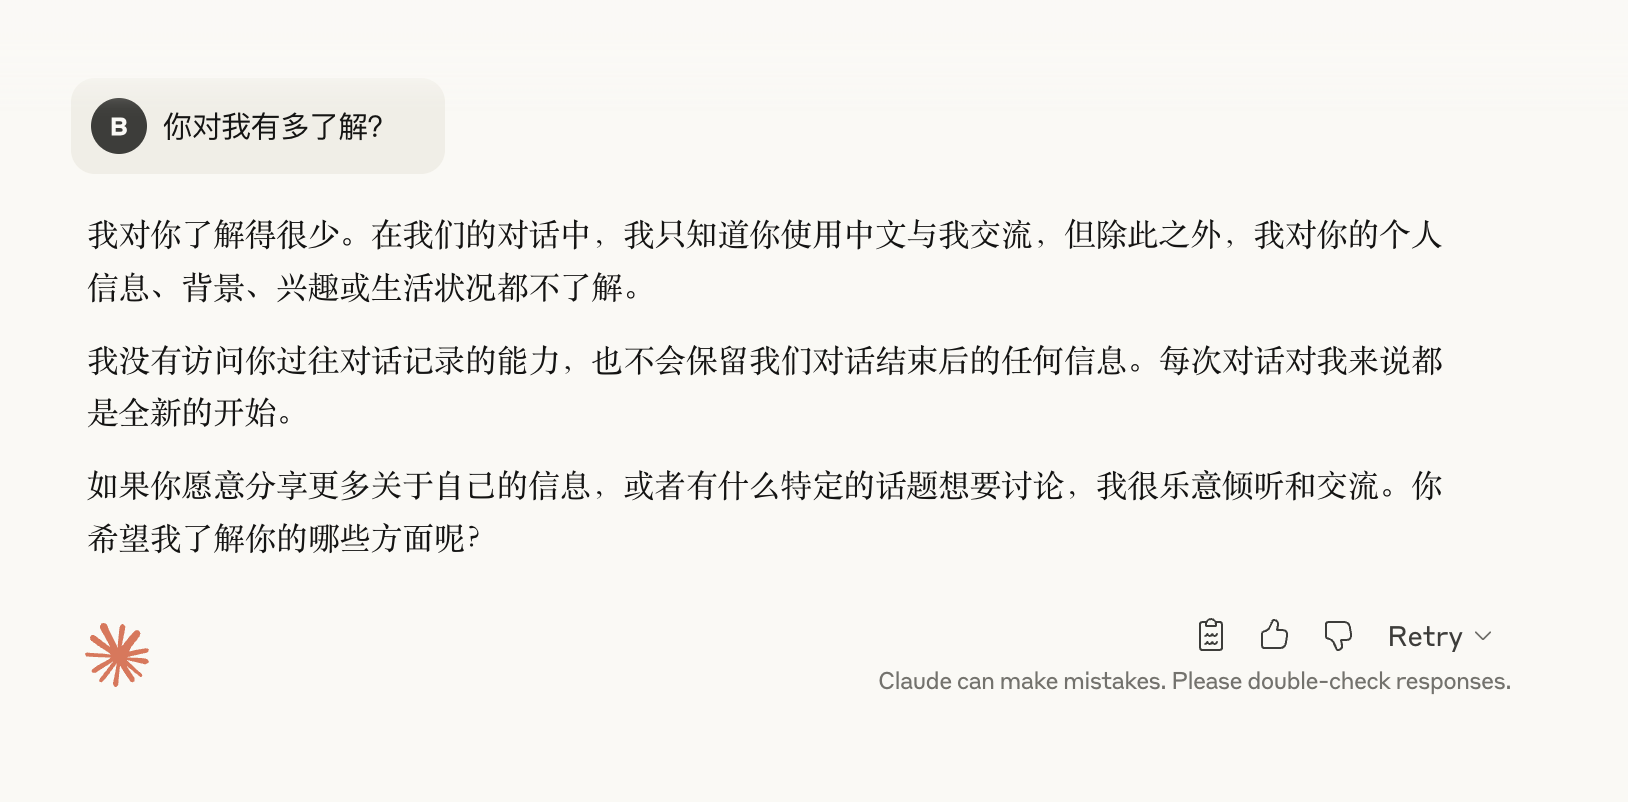 B 你对我有多了解？
我对你了解得很少。在我们的对话中，我只知道你使用中文与我交流，但除此之外，我对你的个人
信息、背景、兴趣或生活状况都不了解。
我没有访问你过往对话记录的能力，也不会保留我们对话结束后的任何信息。每次对话对我来说都
是全新的开始。
如果你愿意分享更多关于自己的信息，或者有什么特定的话题想要讨论，我很乐意倾听和交流。你
希望我了解你的哪些方面呢？
Retry
Claude can make mistakes. Please double-check responses.